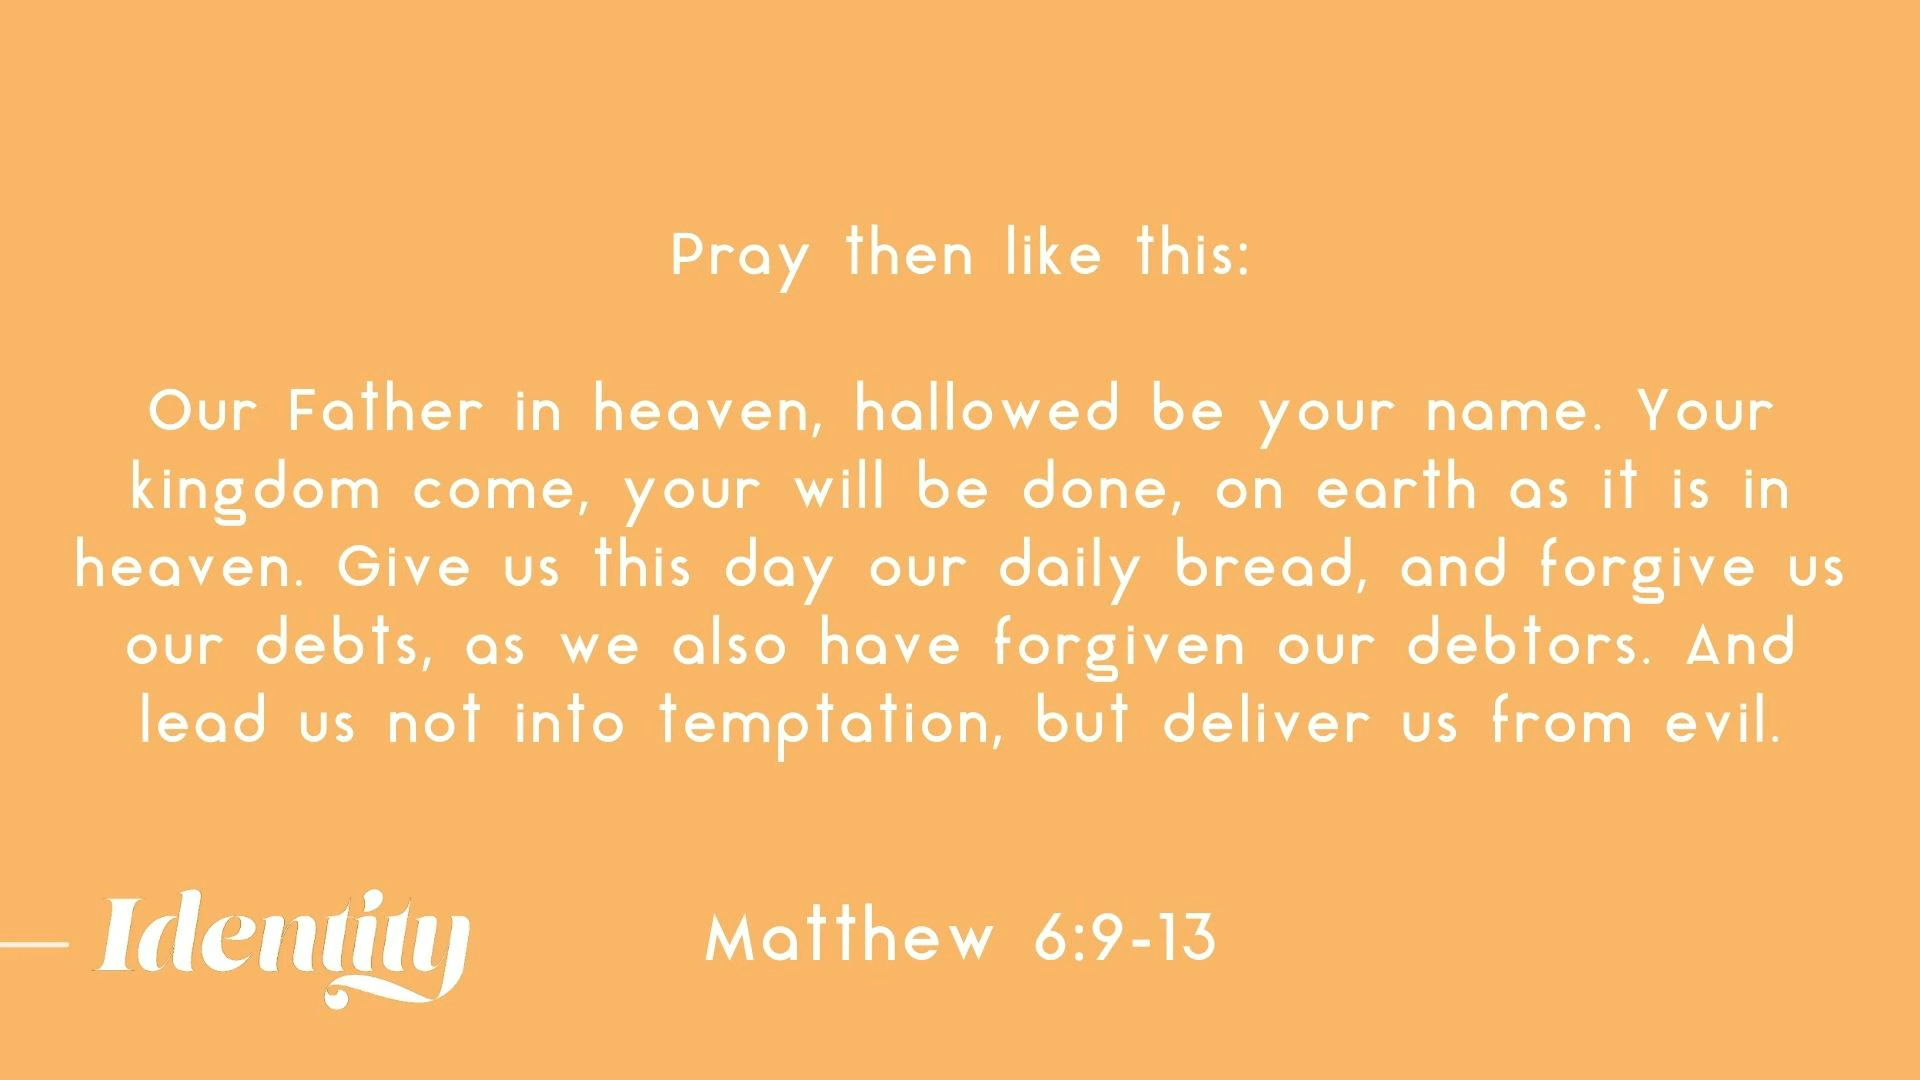 Pray then like this:
Our Father in heaven, hallowed be your name. Your
kingdom come, your will be done, on earth as it is in
heaven. Give us this day our daily bread, and forgive us
our debts, as we also have forgiven our debtors. And
lead us not into temptation, but deliver us from evil.
Identity
Matthew 6:9-13